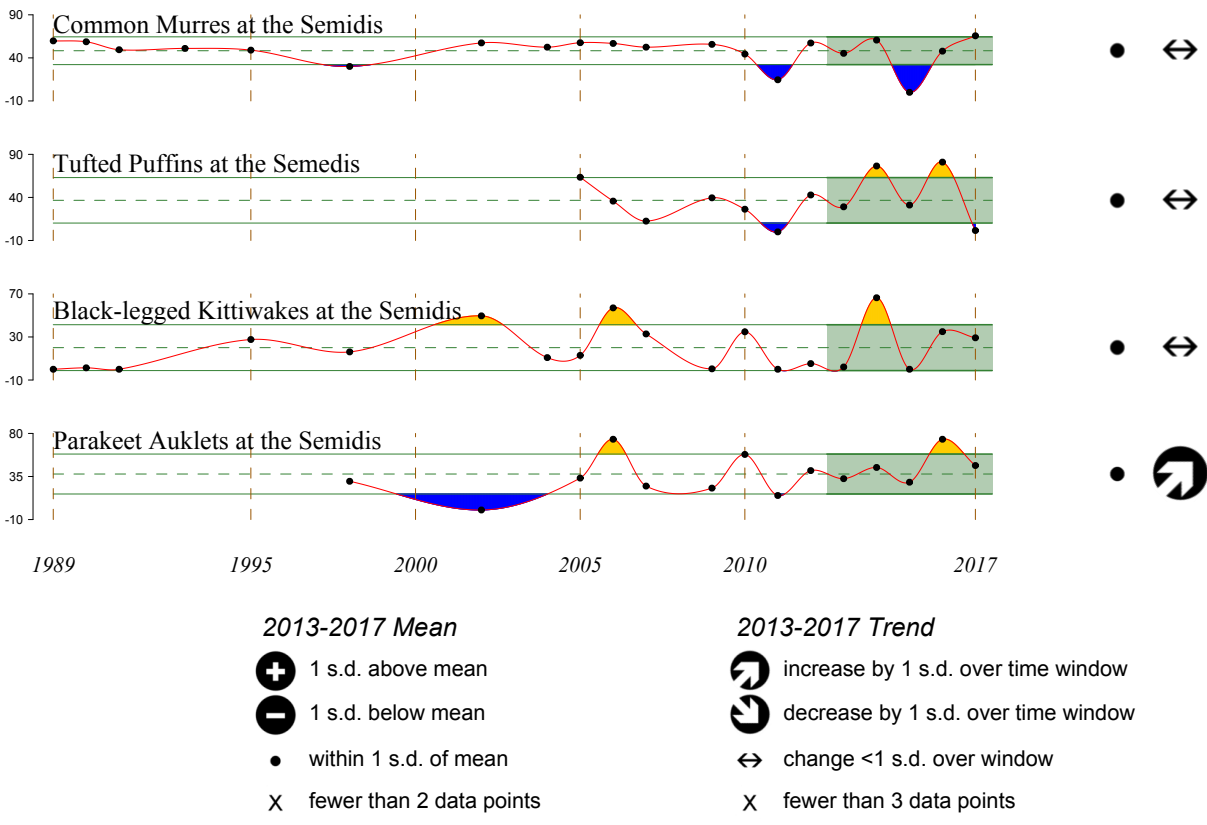 90
Common Murres at the Semidis
40
-10
90
Tufted Puffins at the Semedis
40
-10
70
Black-legged Kittiwakes at the Semidis
30
-10
80
Parakeet Auklets at the Semidis
35
-10
1989 1995 2000 2005 2010 2017
2013-2017 Mean
1 s.d. above mean
1 s.d. below mean
within 1 s.d. of mean
X fewer than 2 data points
2013-2017 Trend
increase by 1 s.d. over time window
decrease by 1 s.d. over time window
change <1 s.d. over window
X fewer than 3 data points